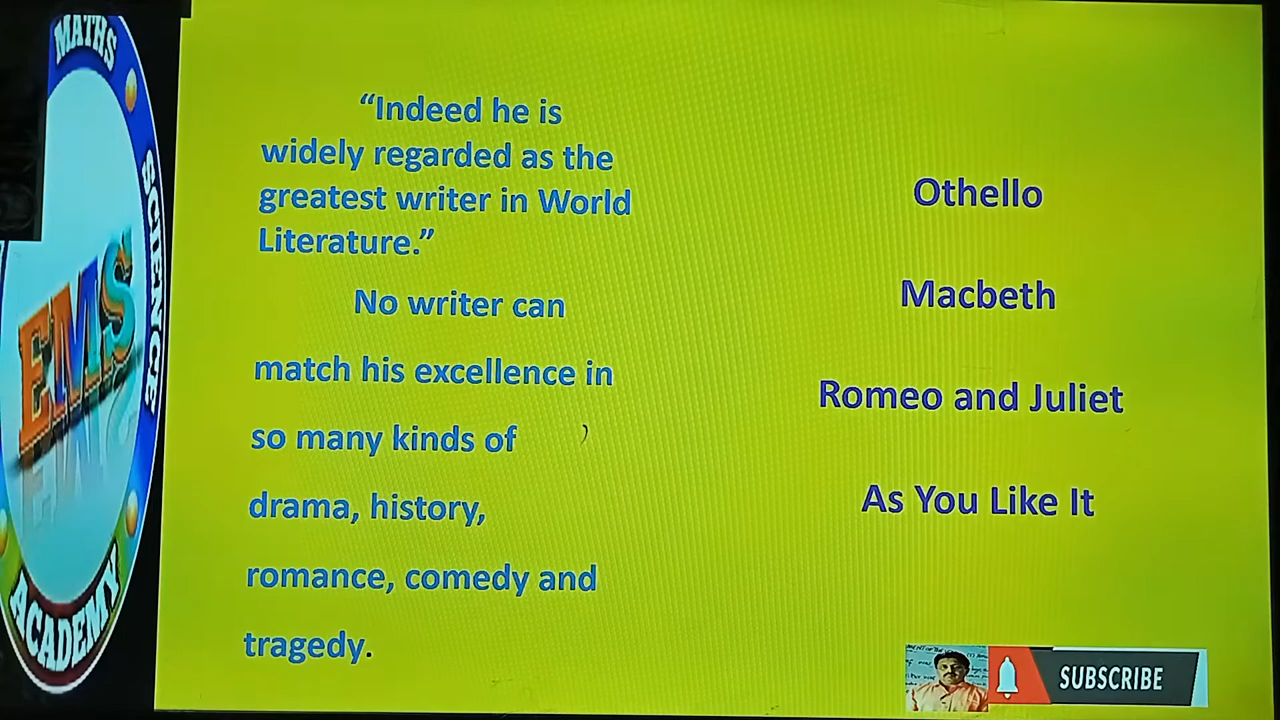 MATHS
SCIENCE
EMS
ACADEMY
“Indeed he is
widely regarded as the
greatest writer in World
Literature.”
No writer can
match his excellence in
so many kinds of
drama, history,
romance, comedy and
tragedy.
Othello
Macbeth
Romeo and Juliet
As You Like It
SUBSCRIBE